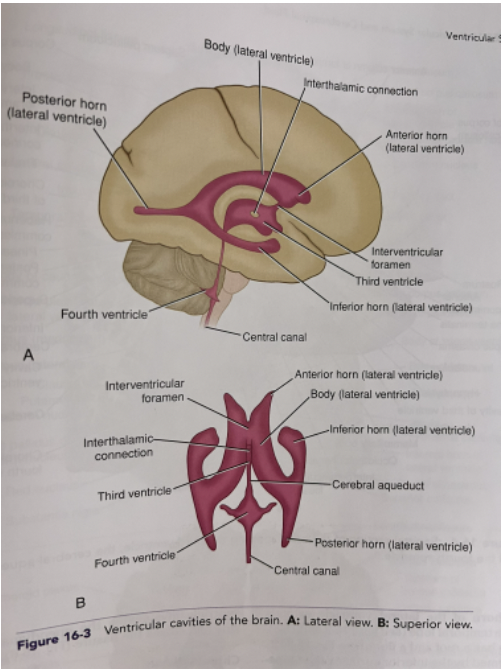 Ventricular S
Body (lateral ventricle)
Interthalamic connection
Posterior horn
(lateral ventricle)
Anterior horn
(lateral ventricle)
Interventricular
foramen
Third ventricle
Inferior horn (lateral ventricle)
Fourth ventricle
Central canal
A
Anterior horn (lateral ventricle)
Interventricular
foramen
Body (lateral ventricle)
Inferior horn (lateral ventricle)
Interthalamic
connection
Third ventricle
Cerebral aqueduct
Fourth ventricle
Posterior horn (lateral ventricle)
Central canal
B
Figure 16-3 Ventricular cavities of the brain. A: Lateral view. B: Superior view.